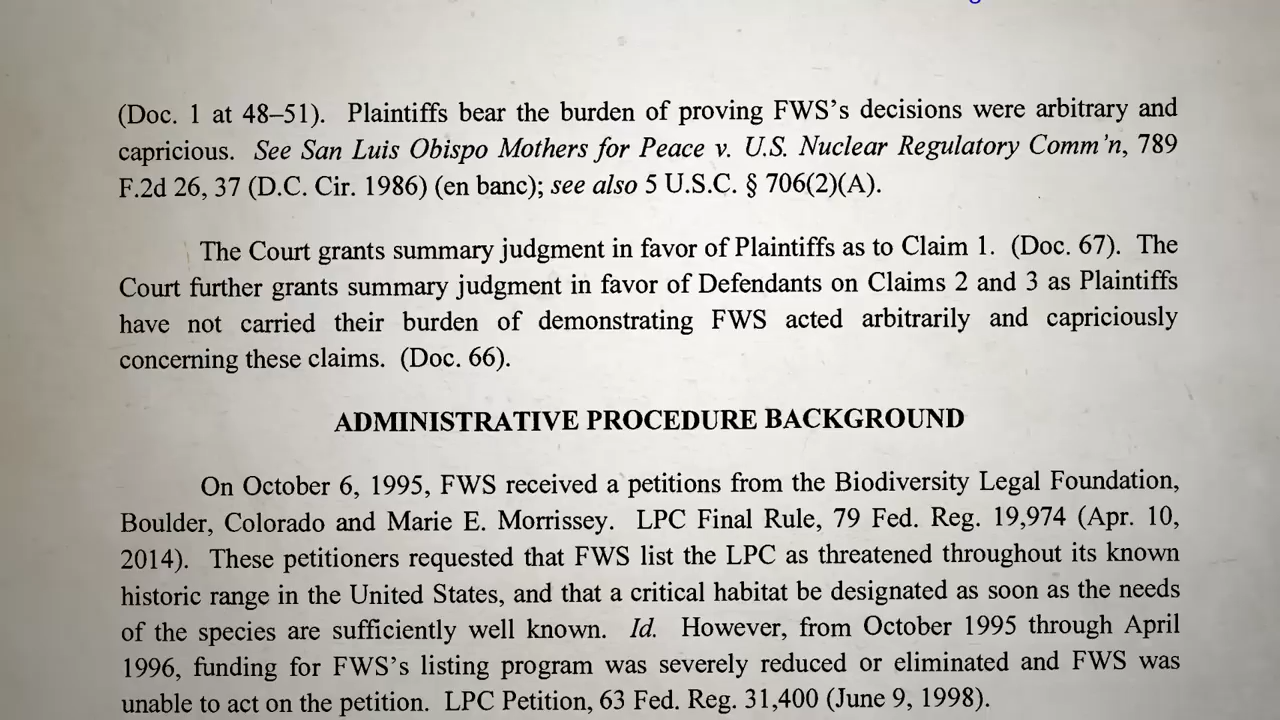 (Doc. 1 at 48–51). Plaintiffs bear the burden of proving FWS’s decisions were arbitrary and
capricious. See San Luis Obispo Mothers for Peace v. U.S. Nuclear Regulatory Comm’n, 789
F.2d 26, 37 (D.C. Cir. 1986) (en banc); see also 5 U.S.C. § 706(2)(A).
The Court grants summary judgment in favor of Plaintiffs as to Claim 1. (Doc. 67). The
Court further grants summary judgment in favor of Defendants on Claims 2 and 3 as Plaintiffs
have not carried their burden of demonstrating FWS acted arbitrarily and capriciously
concerning these claims. (Doc. 66).
ADMINISTRATIVE PROCEDURE BACKGROUND
On October 6, 1995, FWS received a petitions from the Biodiversity Legal Foundation,
Boulder, Colorado and Marie E. Morrissey. LPC Final Rule, 79 Fed. Reg. 19,974 (Apr. 10,
2014). These petitioners requested that FWS list the LPC as threatened throughout its known
historic range in the United States, and that a critical habitat be designated as soon as the needs
of the species are sufficiently well known. Id. However, from October 1995 through April
1996, funding for FWS’s listing program was severely reduced or eliminated and FWS was
unable to act on the petition. LPC Petition, 63 Fed. Reg. 31,400 (June 9, 1998).